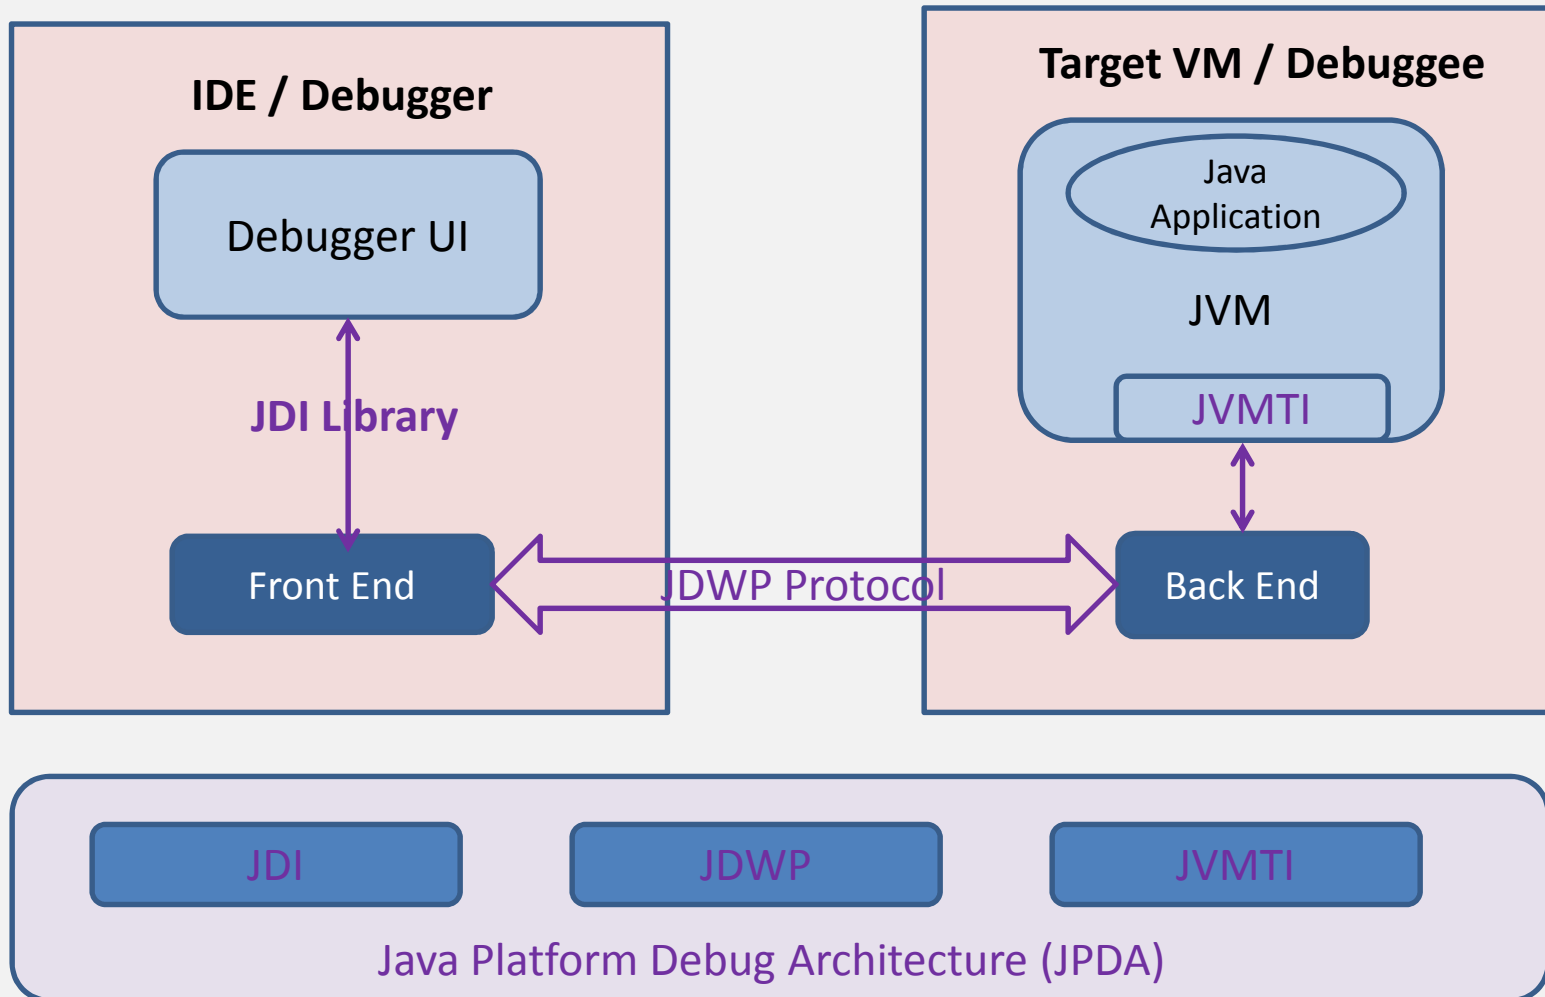 IDE / Debugger
Debugger UI
JDI Library
Front End
JDWP Protocol
Target VM / Debuggee
Java
Application
JVM
JVMTI
Back End
JDI
JDWP
JVMTI
Java Platform Debug Architecture (JPDA)